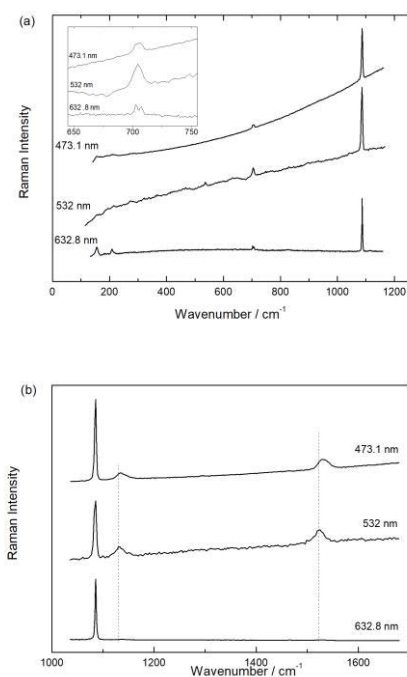 (a)
473.1 nm
532 nm
632.8 nm
650
700
750
473.1 nm
532 nm
632.8 nm
Raman Intensity
0
200
400
600
800
1000
1200
Wavenumber / cm-1
(b)
473.1 nm
532 nm
632.8 nm
Raman Intensity
1000
1200
1400
1600
Wavenumber / cm-1